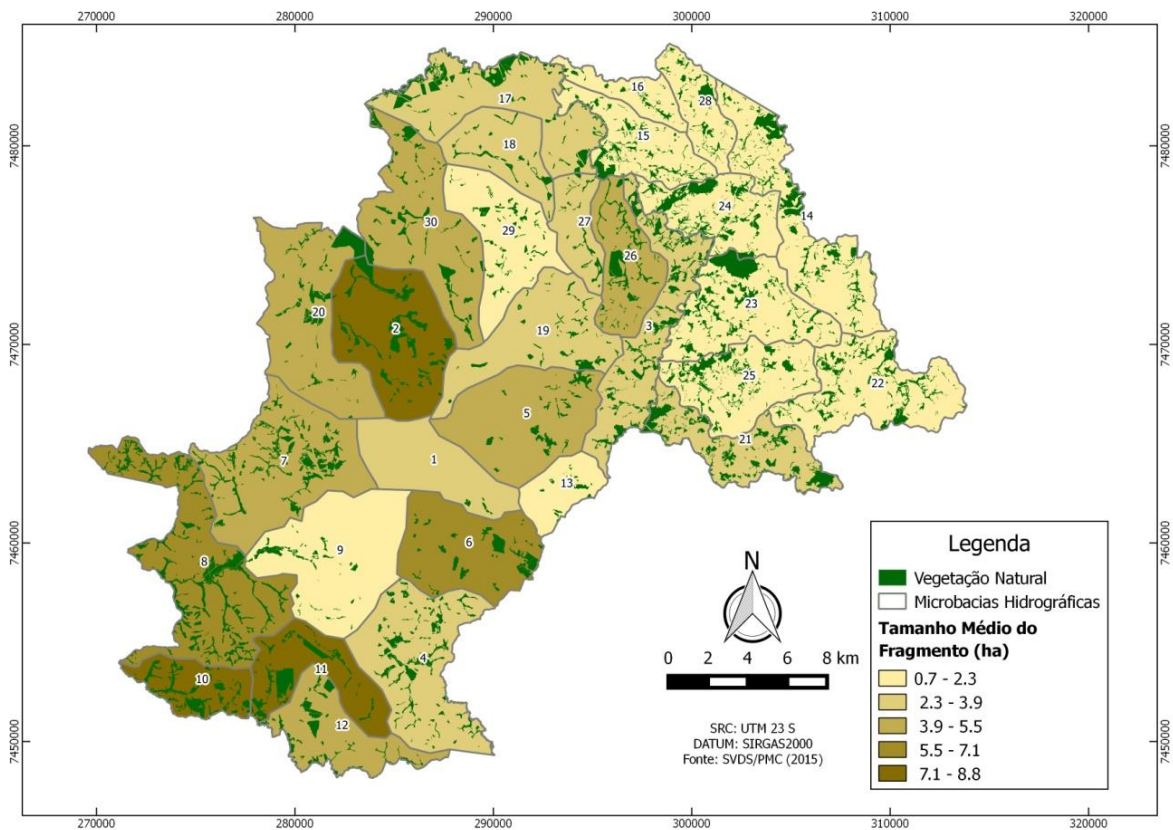 270000 280000 290000 300000 310000 320000
7480000 7480000
7470000 7470000
7460000 7460000
7450000 7450000
17
16
28
15
18
24
14
27
30
29
26
23
20
2
3
19
25
22
5
21
7
1
13
6
9
8
4
11
10
12
N
0 2 4 6 8 km
SRC: UTM 23 S
DATUM: SIRGAS2000
Fonte: SVDS/PMC (2015)
Legenda
Vegetação Natural
Microbacias Hidrográficas
Tamanho Médio do
Fragmento (ha)
0.7 - 2.3
2.3 - 3.9
3.9 - 5.5
5.5 - 7.1
7.1 - 8.8
270000 280000 290000 300000 310000 320000